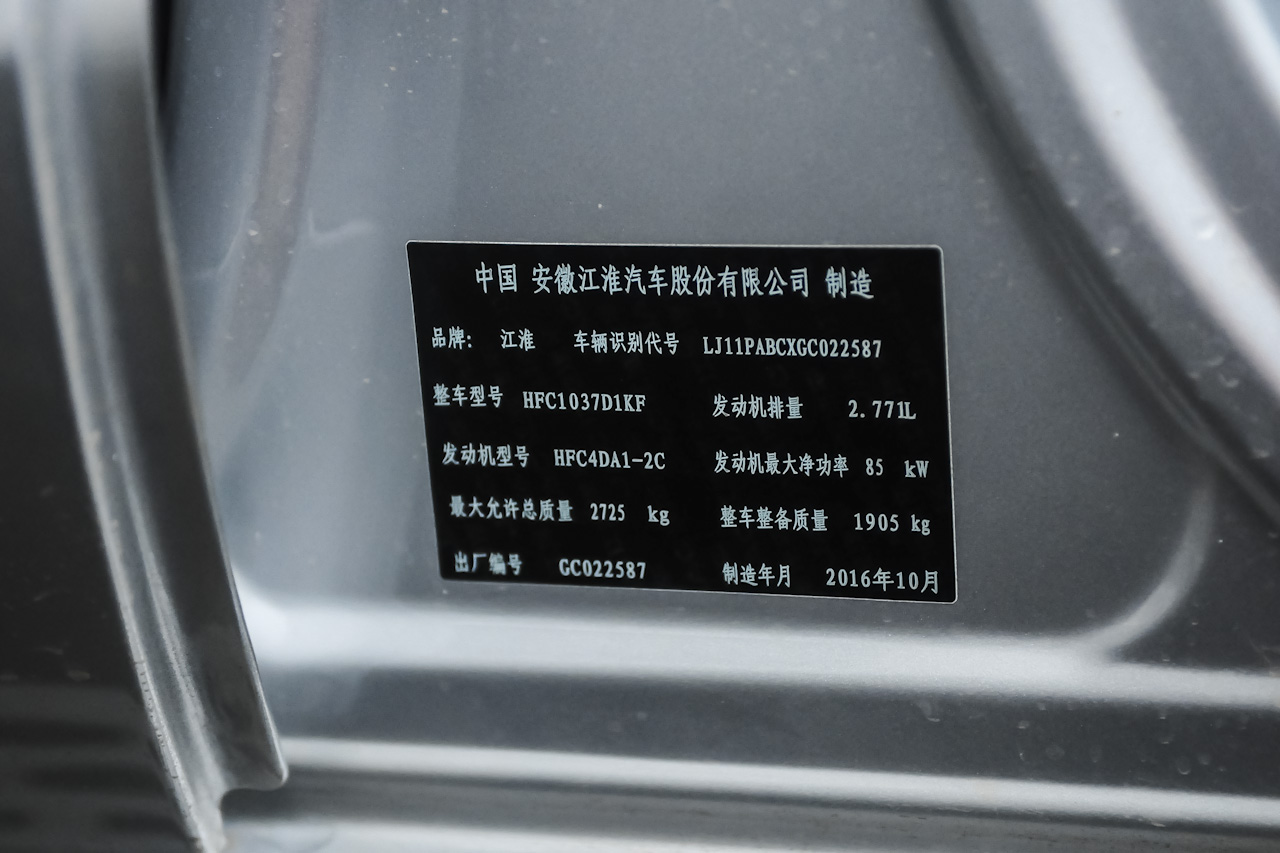 中国 安徽江淮汽车股份有限公司 制造
品牌： 江淮 车辆识别代号 LJ11PABCXGC022587
整车型号 HFC1037D1KF 发动机排量 2.771L
发动机型号 HFC4DA1-2C 发动机最大净功率 85 kW
最大允许总质量 2725 kg 整车整备质量 1905 kg
出厂编号 GC022587 制造年月 2016年10月